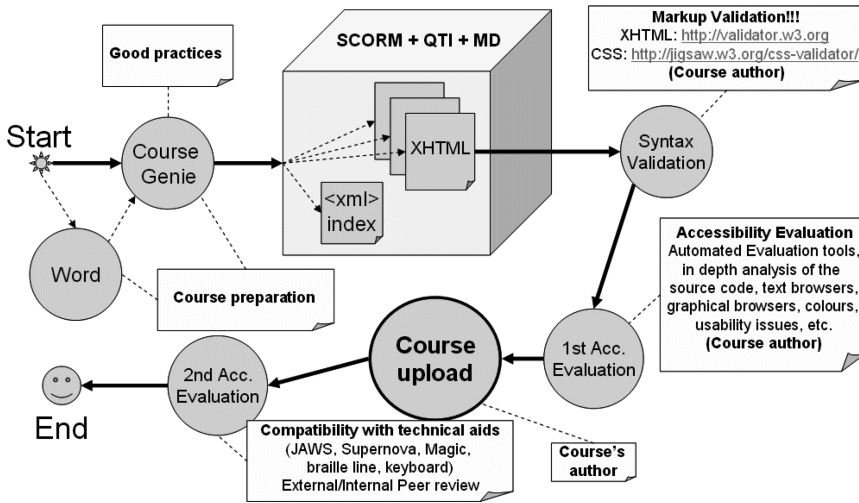 Start
Good practices
Course
Genie
Word
Course preparation
SCORM + QTI + MD
XHTML
<xml>
index
Markup Validation!!!
XHTML: http://validator.w3.org
CSS: http://jigsaw.w3.org/css-validator/
(Course author)
Syntax
Validation
Accessibility Evaluation
Automated Evaluation tools,
in depth analysis of the
source code, text browsers,
graphical browsers, colours,
usability issues, etc.
(Course author)
1st Acc.
Evaluation
Course
upload
Course's
author
2nd Acc.
Evaluation
Compatibility with technical aids
(JAWS, Supernova, Magic,
braille line, keyboard)
External/Internal Peer review
End